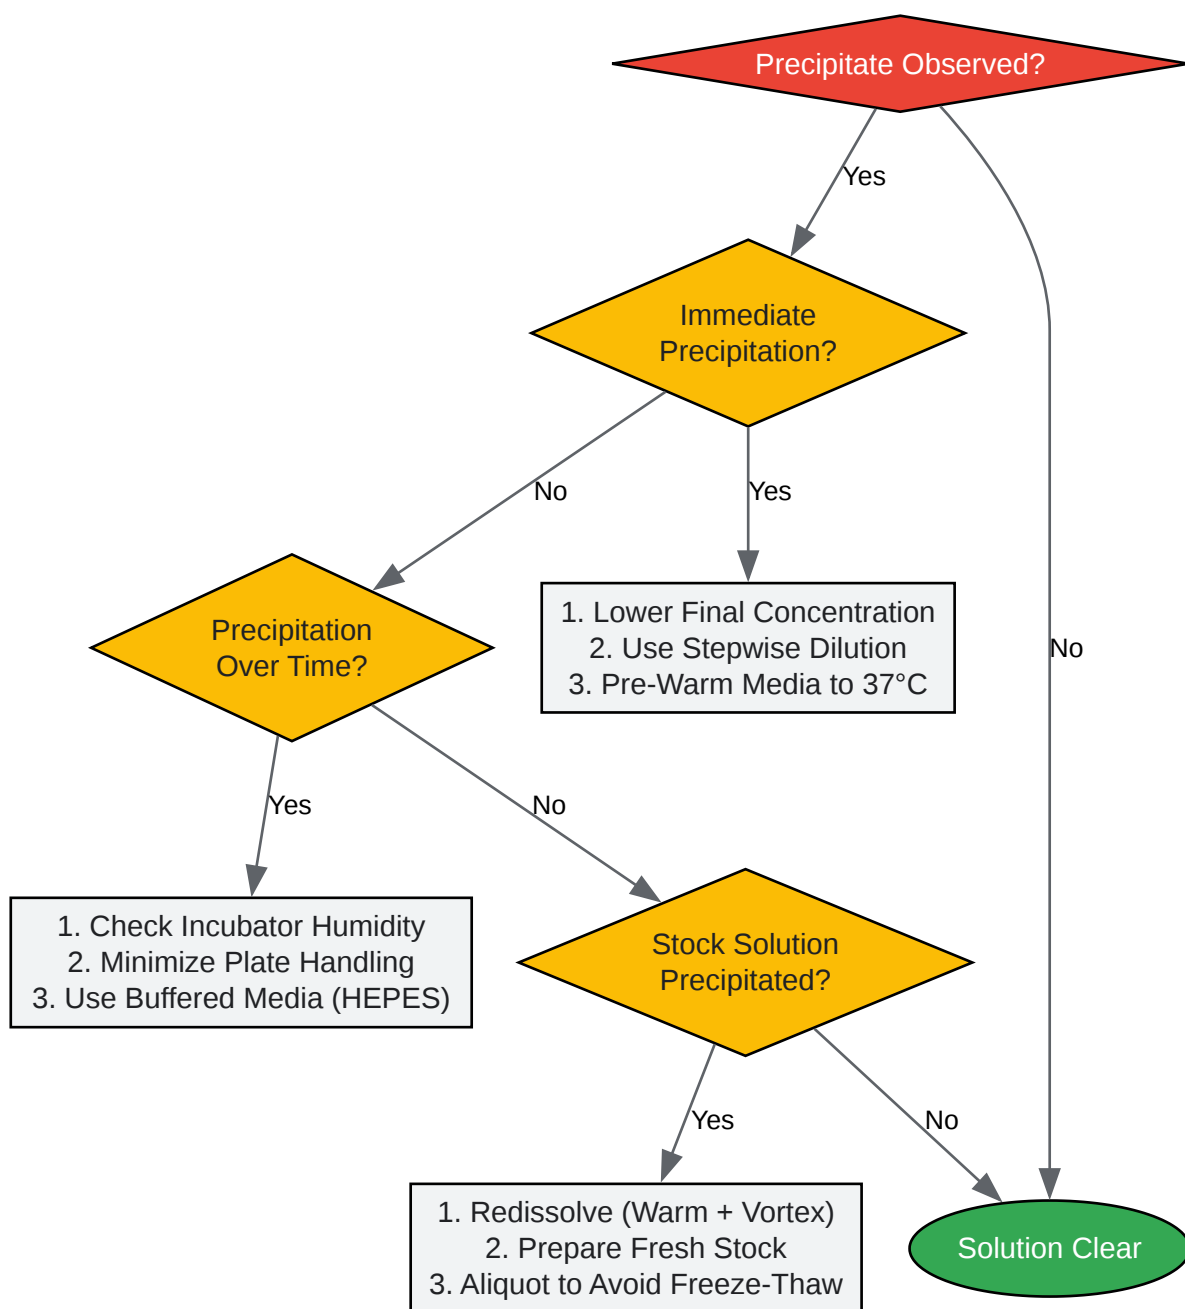 Precipitate Observed?
Yes
Immediate
Precipitation?
No
Yes
Precipitation
Over Time?
1. Lower Final Concentration
2. Use Stepwise Dilution
3. Pre-Warm Media to 37°C
No
Yes
No
1. Check Incubator Humidity
2. Minimize Plate Handling
3. Use Buffered Media (HEPES)
Stock Solution
Precipitated?
Yes
No
1. Redissolve (Warm + Vortex)
2. Prepare Fresh Stock
3. Aliquot to Avoid Freeze-Thaw
Solution Clear